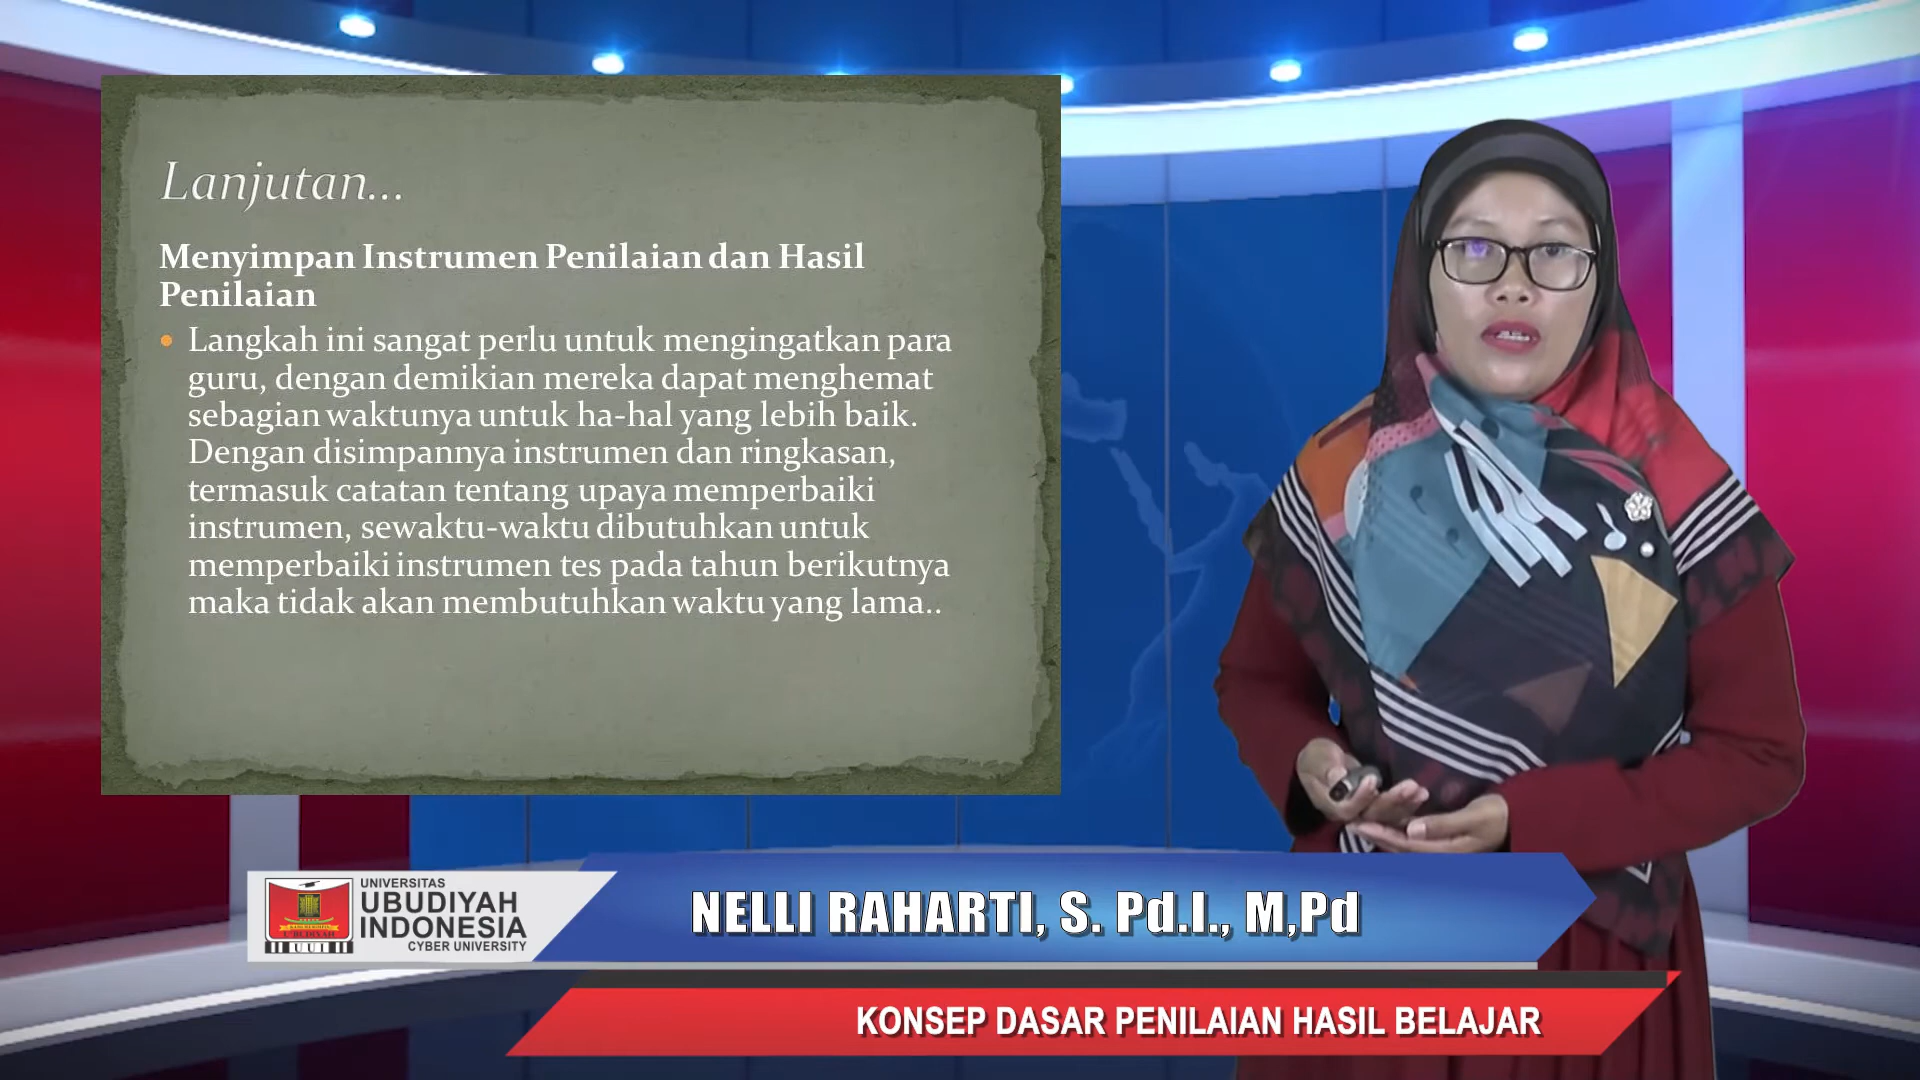 Lanjutan...
Menyimpan Instrumen Penilaian dan Hasil
Penilaian
• Langkah ini sangat perlu untuk mengingatkan para
guru, dengan demikian mereka dapat menghemat
sebagian waktunya untuk ha-hal yang lebih baik.
Dengan disimpannya instrumen dan ringkasan,
termasuk catatan tentang upaya memperbaiki
instrumen, sewaktu-waktu dibutuhkan untuk
memperbaiki instrumen tes pada tahun berikutnya
maka tidak akan membutuhkan waktu yang lama..
UNIVERSITAS
UBUDIYAH
INDONESIA
CYBER UNIVERSITY
NELLI RAHARTI, S. Pd.I., M,Pd
KONSEP DASAR PENILAIAN HASIL BELAJAR